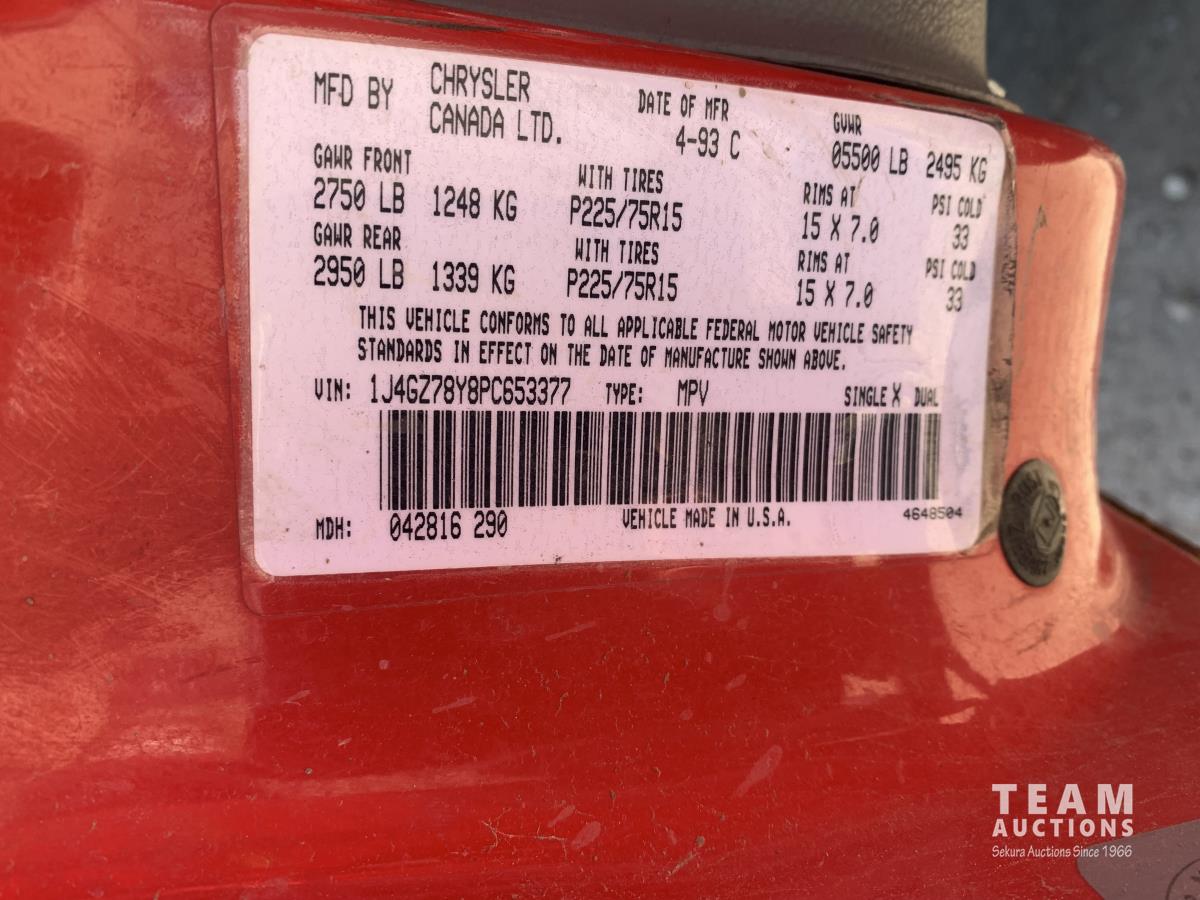 MFD BY CHRYSLER CANADA LTD. DATE OF MFR 4-93 C GVWR 05500 LB 2495 KG
GAWR FRONT WITH TIRES RIMS AT PSI COLD
2750 LB 1248 KG P225/75R15 15 X 7.0 33
GAWR REAR WITH TIRES RIMS AT PSI COLD
2950 LB 1339 KG P225/75R15 15 X 7.0 33
THIS VEHICLE CONFORMS TO ALL APPLICABLE FEDERAL MOTOR VEHICLE SAFETY
STANDARDS IN EFFECT ON THE DATE OF MANUFACTURE SHOWN ABOVE.
VIN: 1J4GZ78Y8PC653377 TYPE: MPV SINGLE X DUAL
MDH: 042816 290 VEHICLE MADE IN U.S.A. 4648504
TEAM
AUCTIONS
Sekura Auctions Since 1966